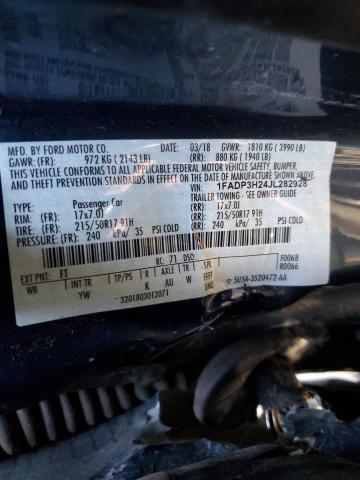 MFD. BY FORD MOTOR CO. 03/18 GVWR: 1810 KG (3990 LB)
GAWR: (FR) 972 KG (2143 LB) (RR): 880 KG (1940 LB)
THIS VEHICLE CONFORMS TO ALL APPLICABLE FEDERAL MOTOR VEHICLE SAFETY, BUMPER,
AND THEFT PREVENTION STANDARDS IN EFFECT ON THE DATE OF MANUFACTURE SHOWN ABOVE.
VIN: 1FADP3H24JL282928
TYPE: Passenger Car TRAILER TOWING - SEE OWNER GUIDE
RIM: (FR): 17x7.0J (RR): 17x7.0J
TIRE: (FR): 215/50R17 91H (RR): 215/50R17 91H
PRESSURE: (FR) 240 kPa/ 35 PSI COLD (RR): 240 kPa/ 35 PSI COLD
EXT PNT: FT RC: 71 DSO: F0068
WB INT TR TP/PS R AXLE TR SPR R0066
YW K AU W
3201803012071 5U5A-3520472-AA